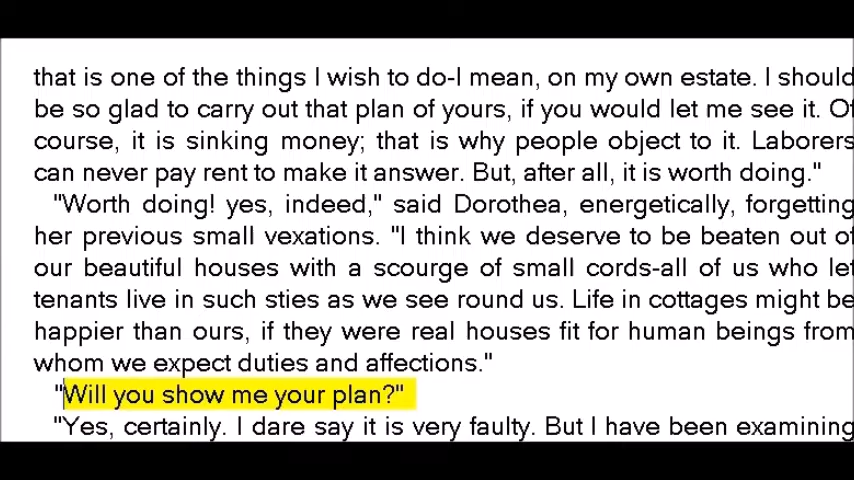 that is one of the things I wish to do-I mean, on my own estate. I should
be so glad to carry out that plan of yours, if you would let me see it. Of
course, it is sinking money; that is why people object to it. Laborers
can never pay rent to make it answer. But, after all, it is worth doing."
"Worth doing! yes, indeed," said Dorothea, energetically, forgetting
her previous small vexations. "I think we deserve to be beaten out of
our beautiful houses with a scourge of small cords-all of us who let
tenants live in such sties as we see round us. Life in cottages might be
happier than ours, if they were real houses fit for human beings from
whom we expect duties and affections."
"Will you show me your plan?"
"Yes, certainly. I dare say it is very faulty. But I have been examining